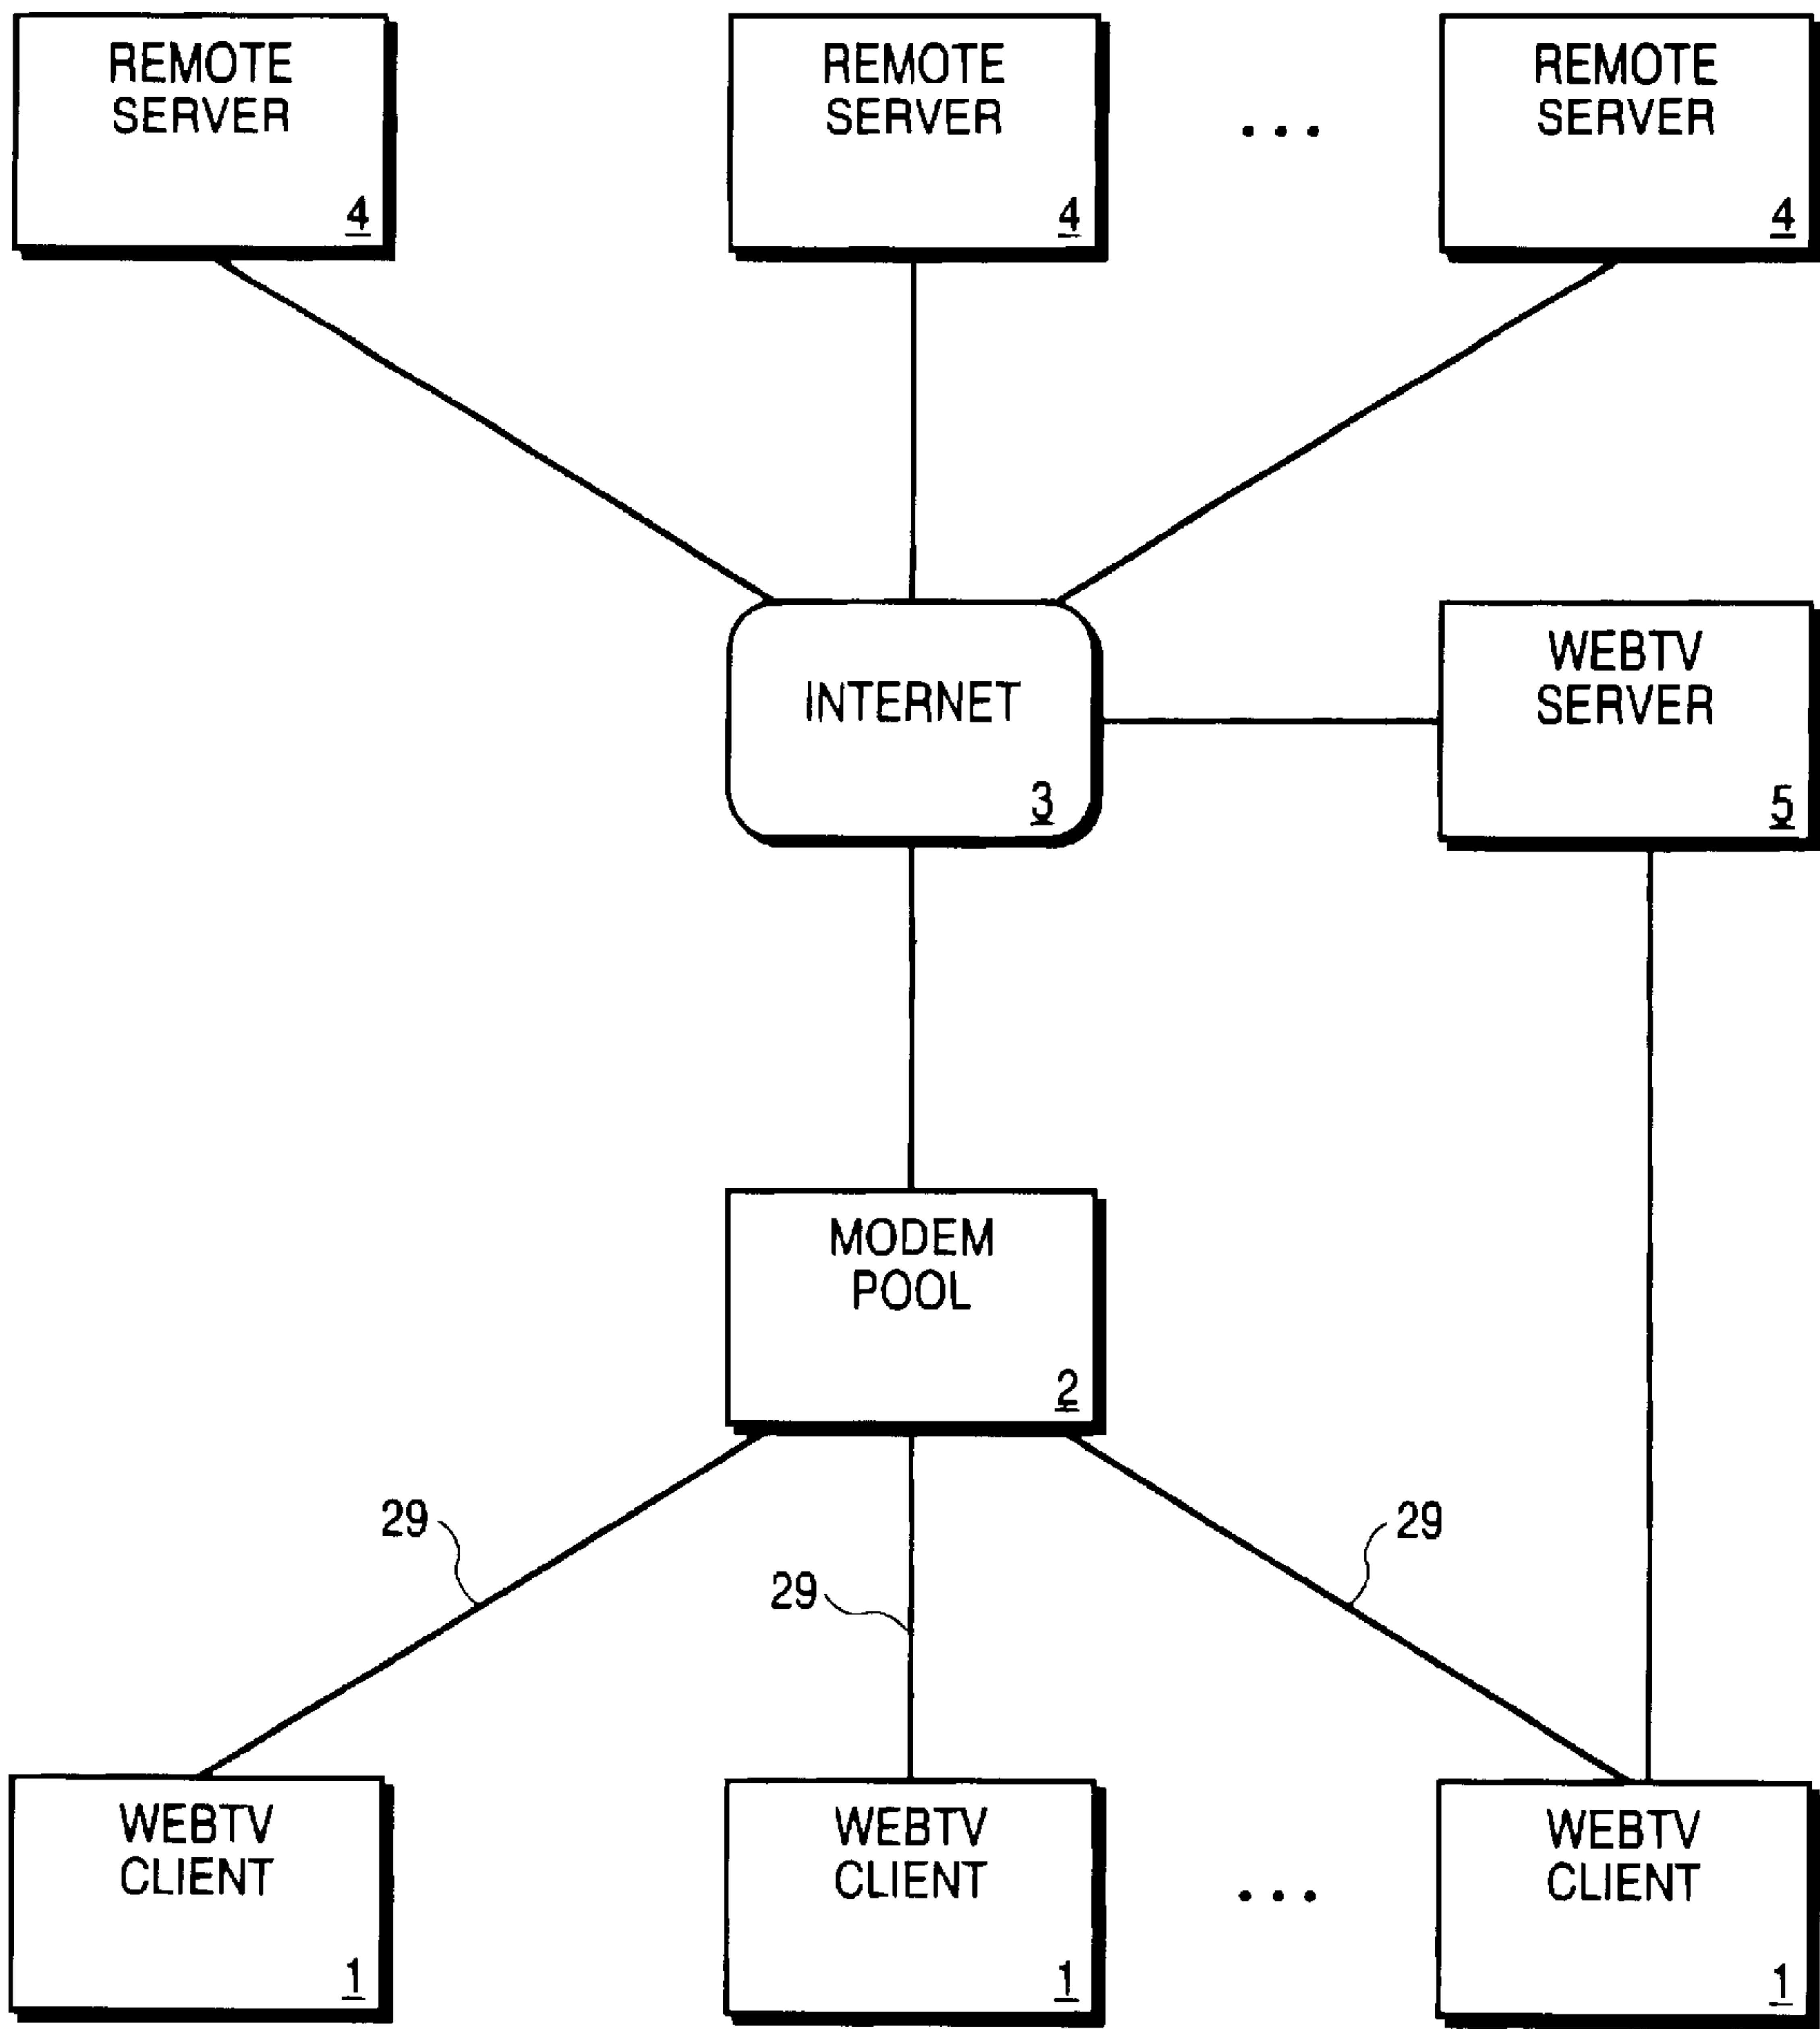 REMOTE
SERVER
4
REMOTE
SERVER
4
...
REMOTE
SERVER
4
INTERNET
3
WEBTV
SERVER
5
MODEM
POOL
2
29
29
29
WEBTV
CLIENT
1
WEBTV
CLIENT
1
...
WEBTV
CLIENT
1